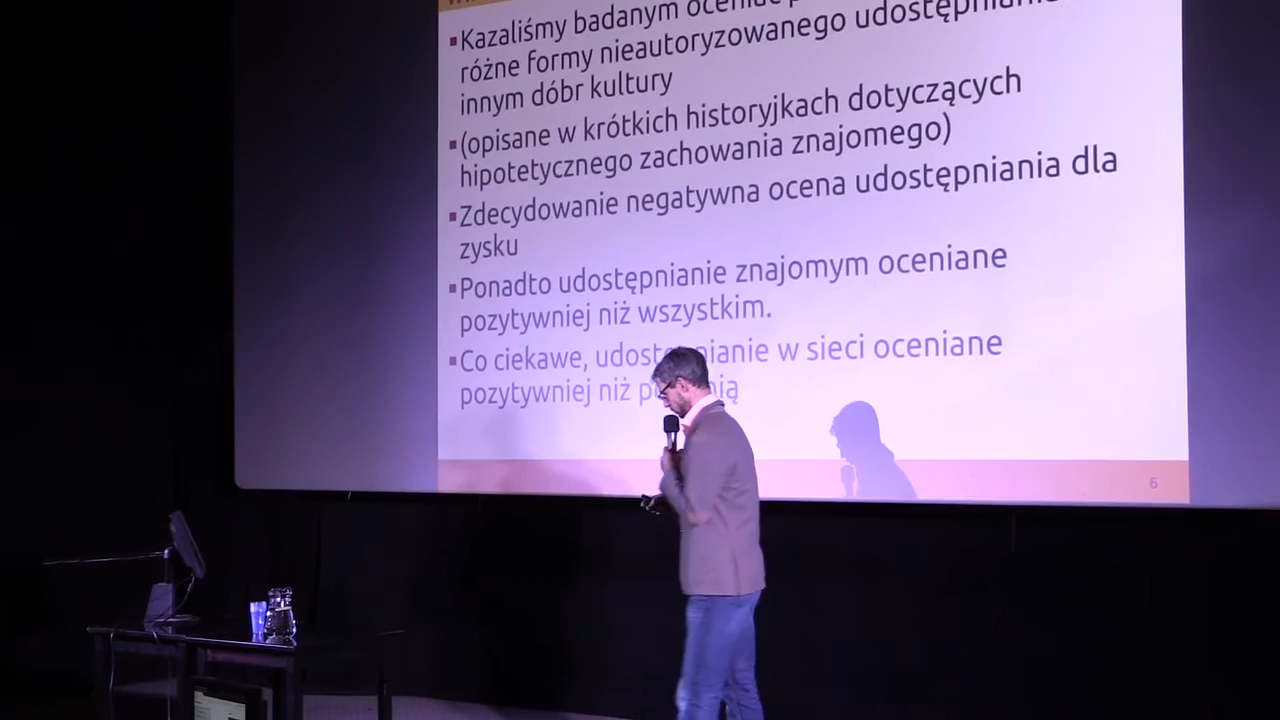 ▪Kazaliśmy badanym oceniać
różne formy nieautoryzowanego udostępniania
innym dóbr kultury
▪(opisane w krótkich historyjkach dotyczących
hipotetycznego zachowania znajomego)
▪Zdecydowanie negatywna ocena udostępniania dla
zysku
▪Ponadto udostępnianie znajomym oceniane
pozytywniej niż wszystkim.
▪Co ciekawe, udostępnianie w sieci oceniane
pozytywniej niż
6